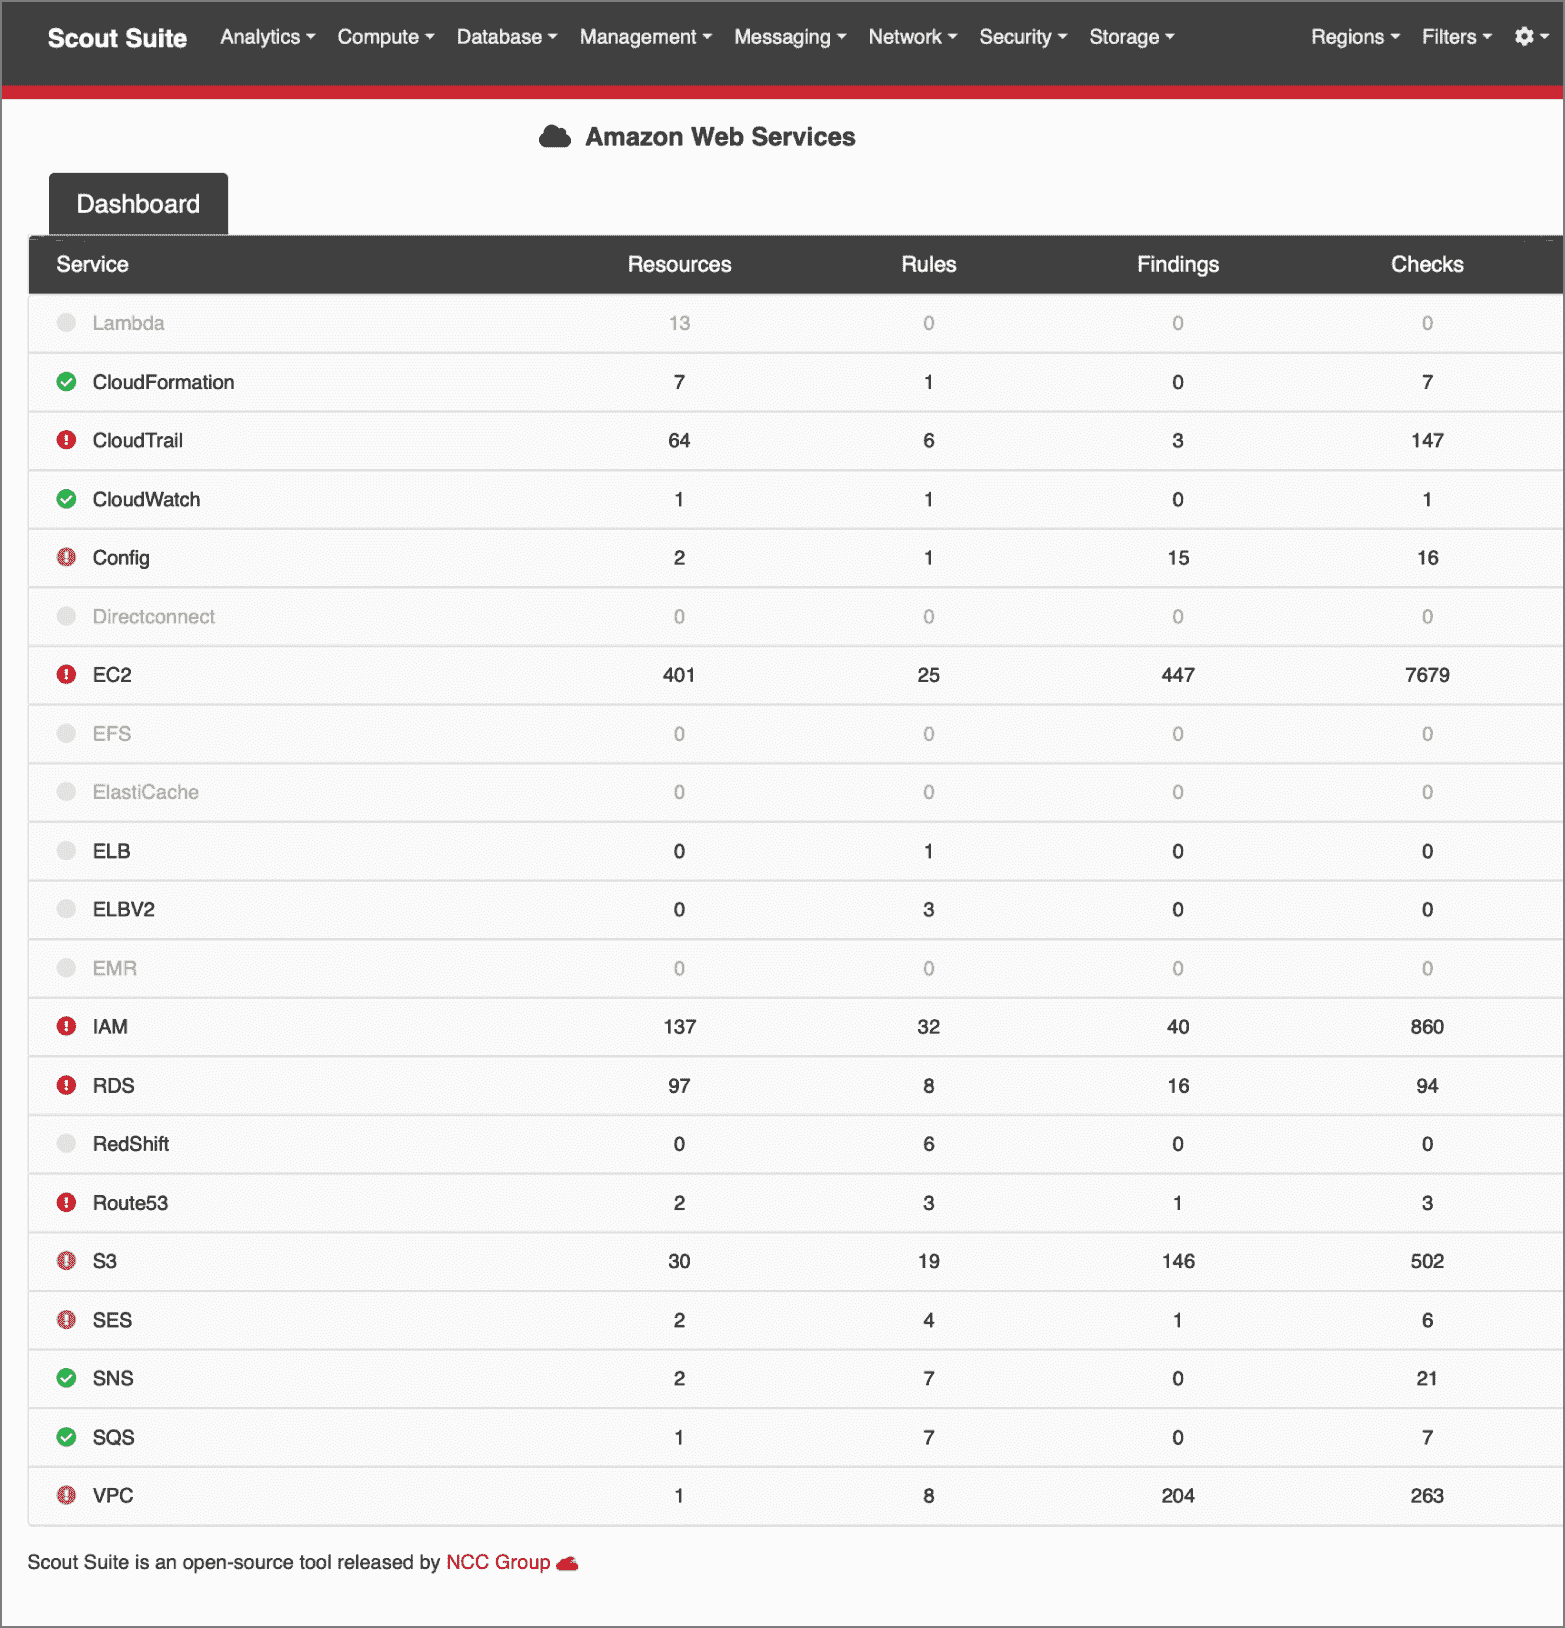 Scout Suite Analytics Compute Database Management Messaging Network Security Storage Regions Filters
Amazon Web Services
Dashboard
Service Resources Rules Findings Checks
Lambda 13 0 0 0
CloudFormation 7 1 0 7
CloudTrail 64 6 3 147
CloudWatch 1 1 0 1
Config 2 1 15 16
Directconnect 0 0 0 0
EC2 401 25 447 7679
EFS 0 0 0 0
ElastiCache 0 0 0 0
ELB 0 1 0 0
ELBV2 0 3 0 0
EMR 0 0 0 0
IAM 137 32 40 860
RDS 97 8 16 94
RedShift 0 6 0 0
Route53 2 3 1 3
S3 30 19 146 502
SES 2 4 1 6
SNS 2 7 0 21
SQS 1 7 0 7
VPC 1 8 204 263
Scout Suite is an open-source tool released by NCC Group